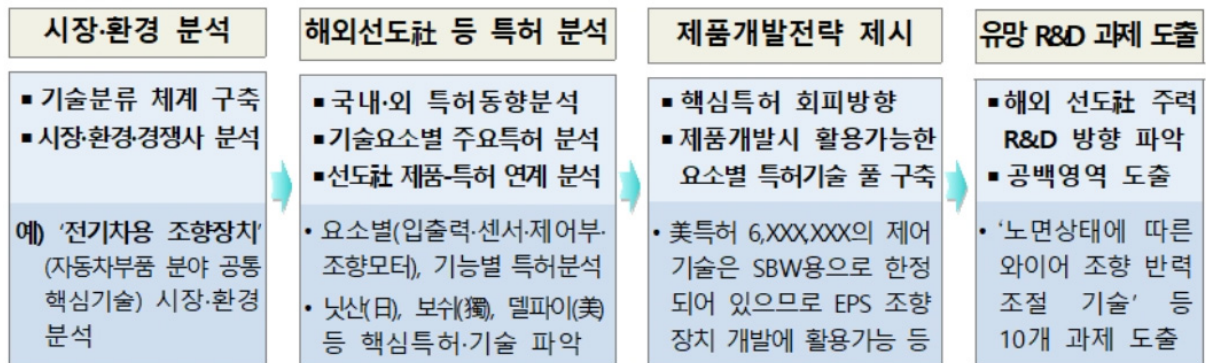 시장·환경 분석
■ 기술분류 체계 구축
■ 시장·환경·경쟁사 분석
예) ‘전기차용 조향장치’
(자동차부품 분야 공통
핵심기술) 시장·환경
분석
해외선도社 등 특허 분석
■ 국내·외 특허동향분석
■ 기술요소별 주요특허 분석
■ 선도社 제품-특허 연계 분석
• 요소별(입출력·센서·제어부·
조향모터), 기능별 특허분석
• 닛산(日), 보쉬(獨), 델파이(美)
등 핵심특허·기술 파악
제품개발전략 제시
■ 핵심특허 회피방향
■ 제품개발시 활용가능한
요소별 특허기술 풀 구축
• 美특허 6,XXX,XXX의 제어
기술은 SBW용으로 한정
되어 있으므로 EPS 조향
장치 개발에 활용가능 등
유망 R&D 과제 도출
■ 해외 선도社 주력
R&D 방향 파악
■ 공백영역 도출
• ‘노면상태에 따른
와이어 조향 반력
조절 기술’ 등
10개 과제 도출